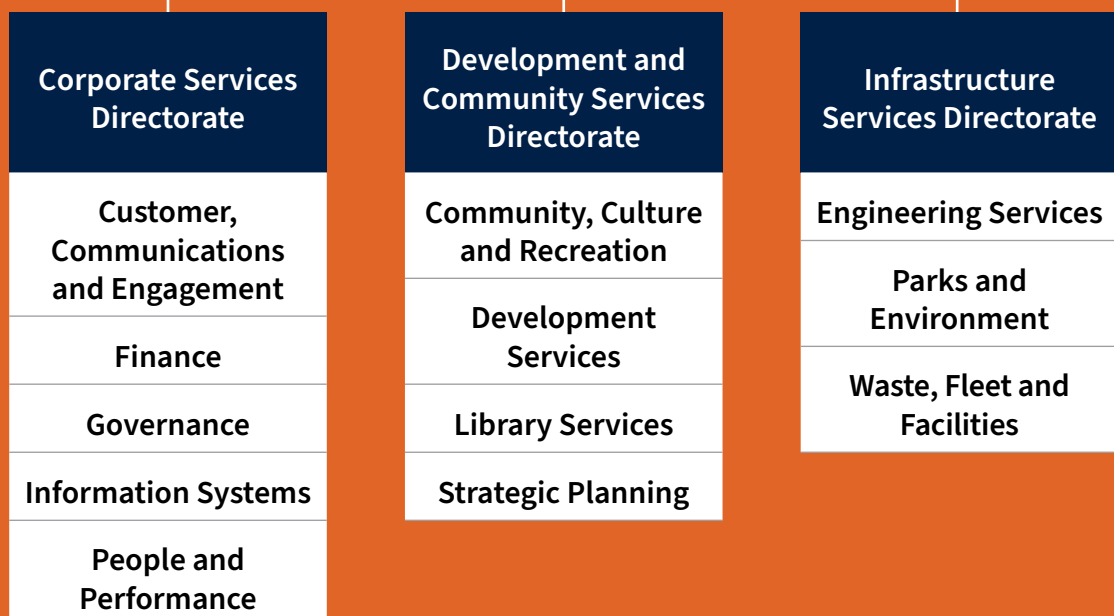 Corporate Services
Directorate
Customer,
Communications
and Engagement
Finance
Governance
Information Systems
People and
Performance
Development and
Community Services
Directorate
Community, Culture
and Recreation
Development
Services
Library Services
Strategic Planning
Infrastructure
Services Directorate
Engineering Services
Parks and
Environment
Waste, Fleet and
Facilities